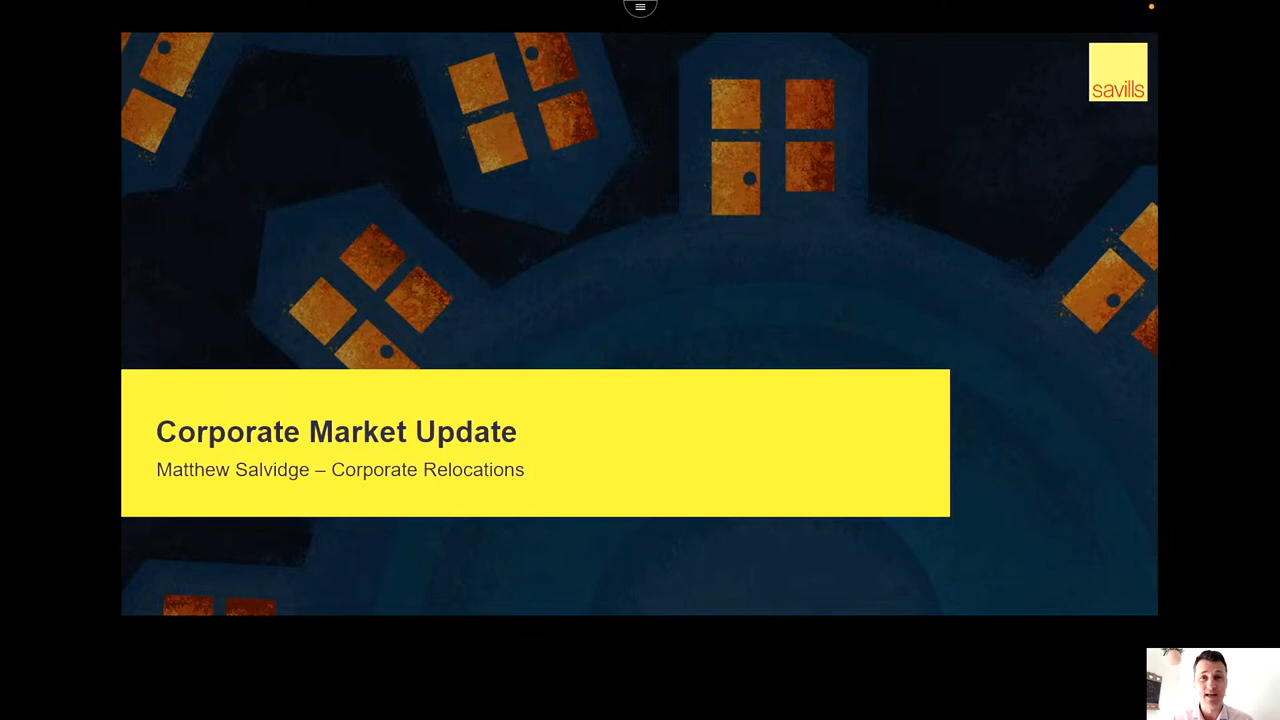 savills
Corporate Market Update
Matthew Salvidge – Corporate Relocations